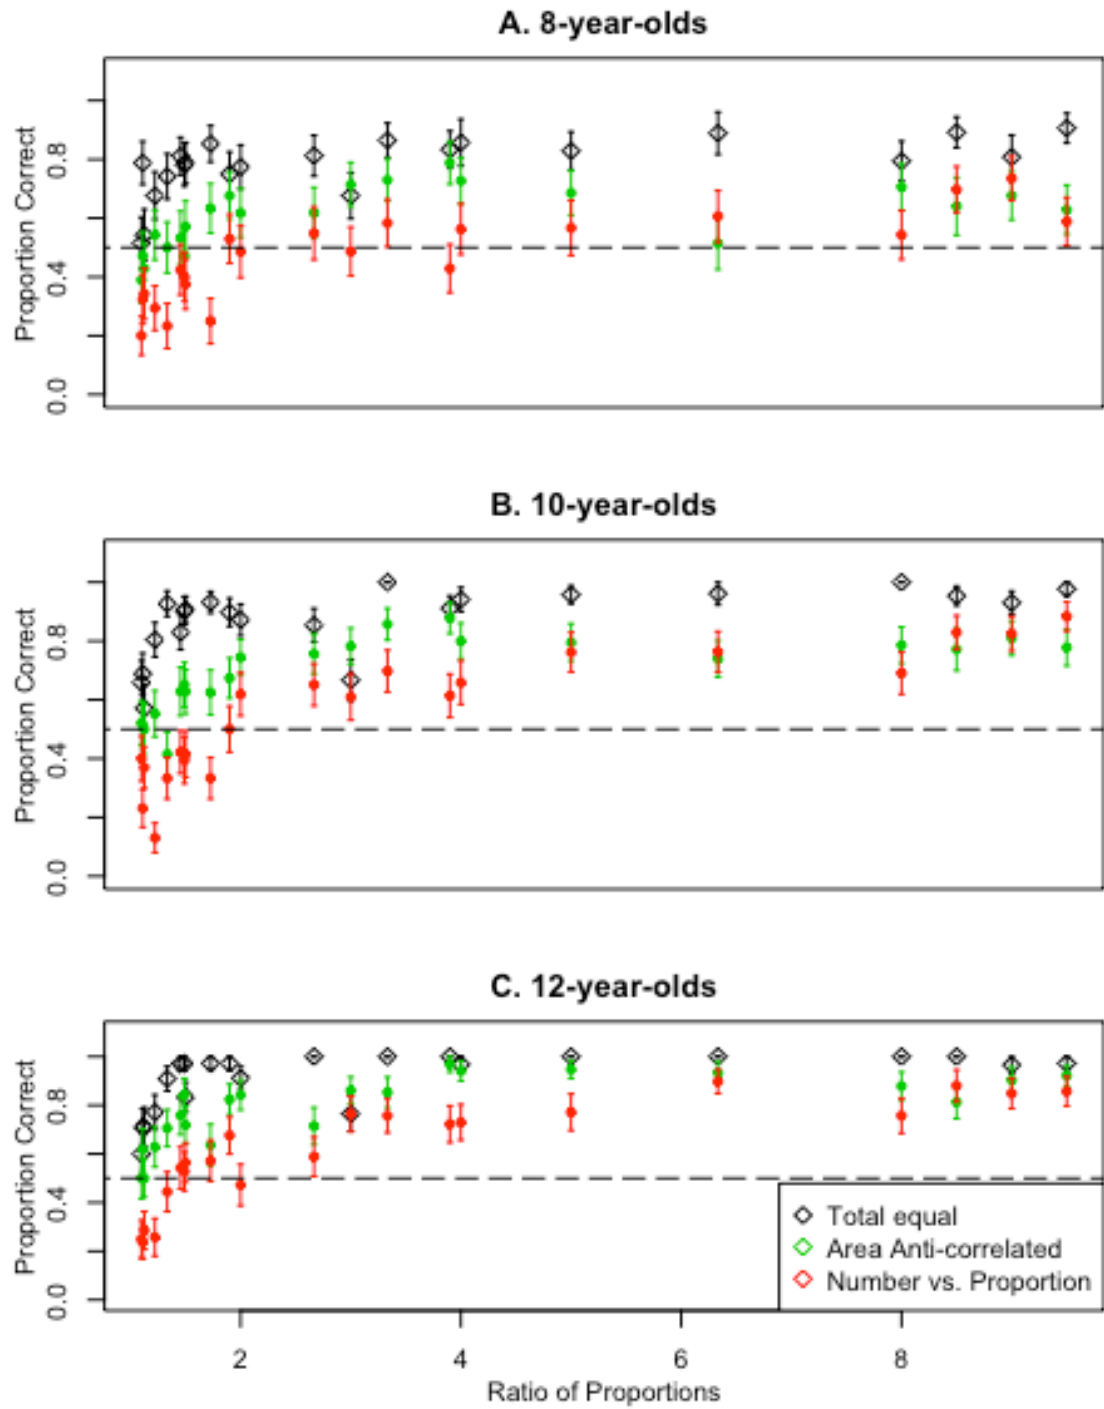 A. 8-year-olds
Proportion Correct
0.8
0.4
0.0
B. 10-year-olds
Proportion Correct
0.8
0.4
0.0
C. 12-year-olds
Proportion Correct
0.8
0.4
0.0
Total equal
Area Anti-correlated
Number vs. Proportion
2 4 6 8
Ratio of Proportions